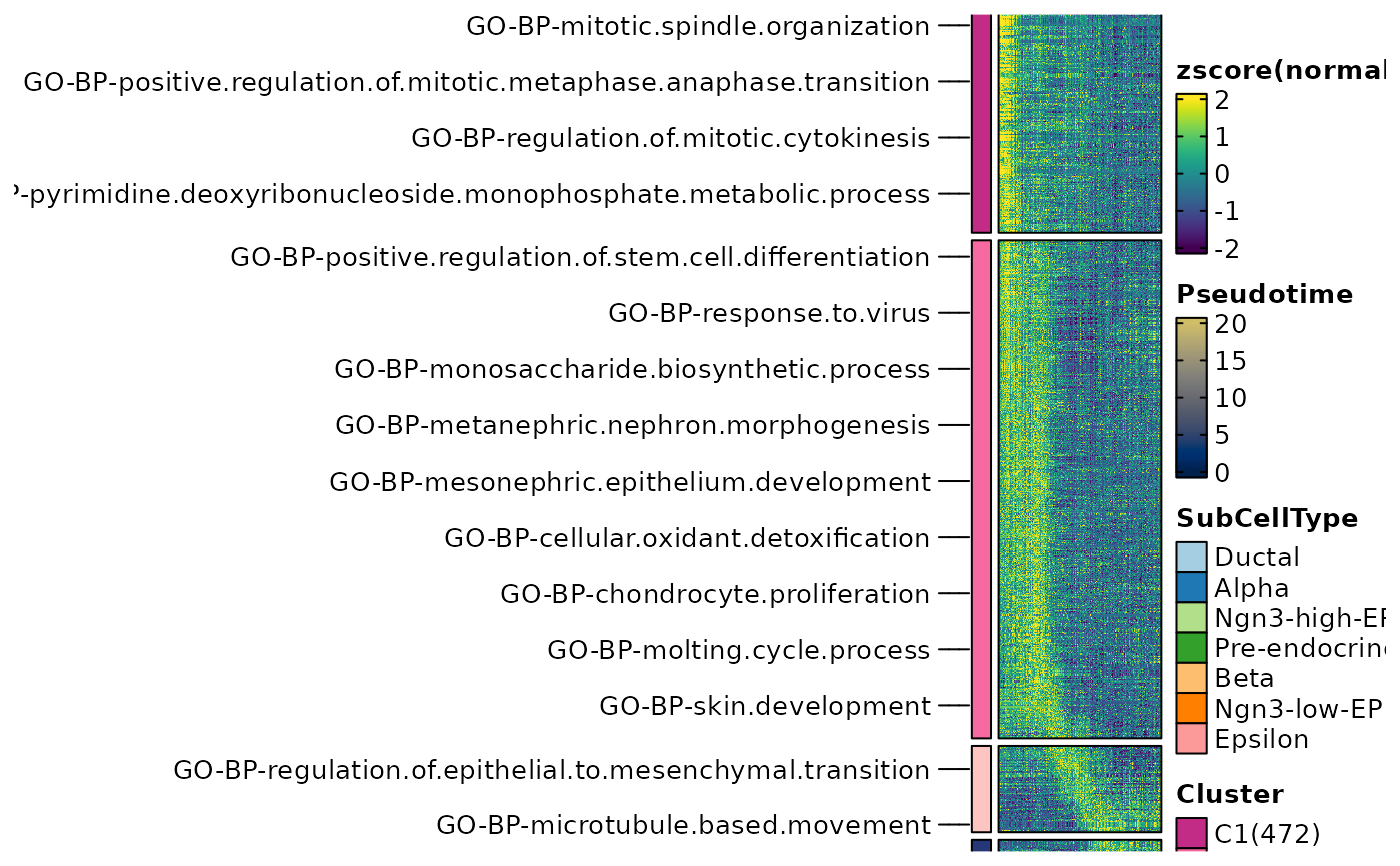 GO-BP-mitotic.spindle.organization
GO-BP-positive.regulation.of.mitotic.metaphase.anaphase.transition
GO-BP-regulation.of.mitotic.cytokinesis
P-pyrimidine.deoxyribonucleoside.monophosphate.metabolic.process
GO-BP-positive.regulation.of.stem.cell.differentiation
GO-BP-response.to.virus
GO-BP-monosaccharide.biosynthetic.process
GO-BP-metanephric.nephron.morphogenesis
GO-BP-mesonephric.epithelium.development
GO-BP-cellular.oxidant.detoxification
GO-BP-chondrocyte.proliferation
GO-BP-molting.cycle.process
GO-BP-skin.development
GO-BP-regulation.of.epithelial.to.mesenchymal.transition
GO-BP-microtubule.based.movement
zscore(normal
2
1
0
-1
-2
Pseudotime
20
15
10
5
0
SubCellType
Ductal
Alpha
Ngn3-high-EP
Pre-endocrine
Beta
Ngn3-low-EP
Epsilon
Cluster
C1(472)